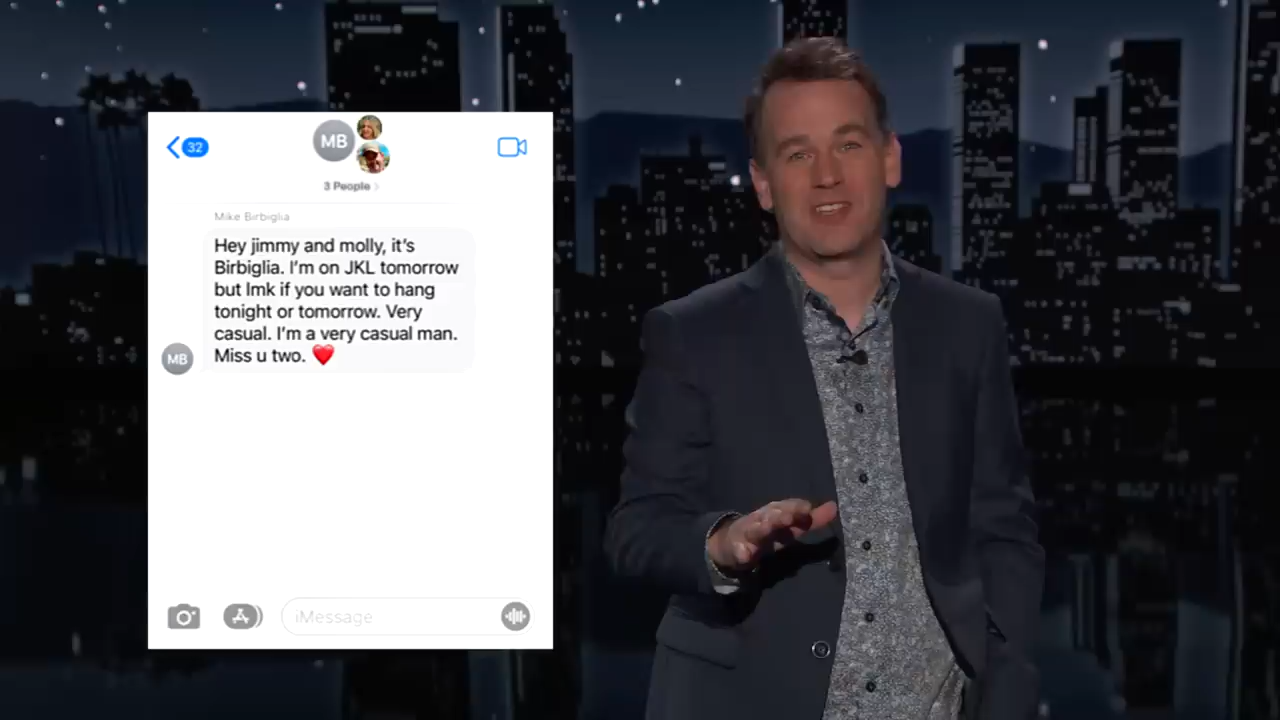 32
MB
3 People >
Mike Birbiglia
Hey jimmy and molly, it's
Birbiglia. I'm on JKL tomorrow
but lmk if you want to hang
tonight or tomorrow. Very
casual. I'm a very casual man.
Miss u two. ❤️
MB
iMessage